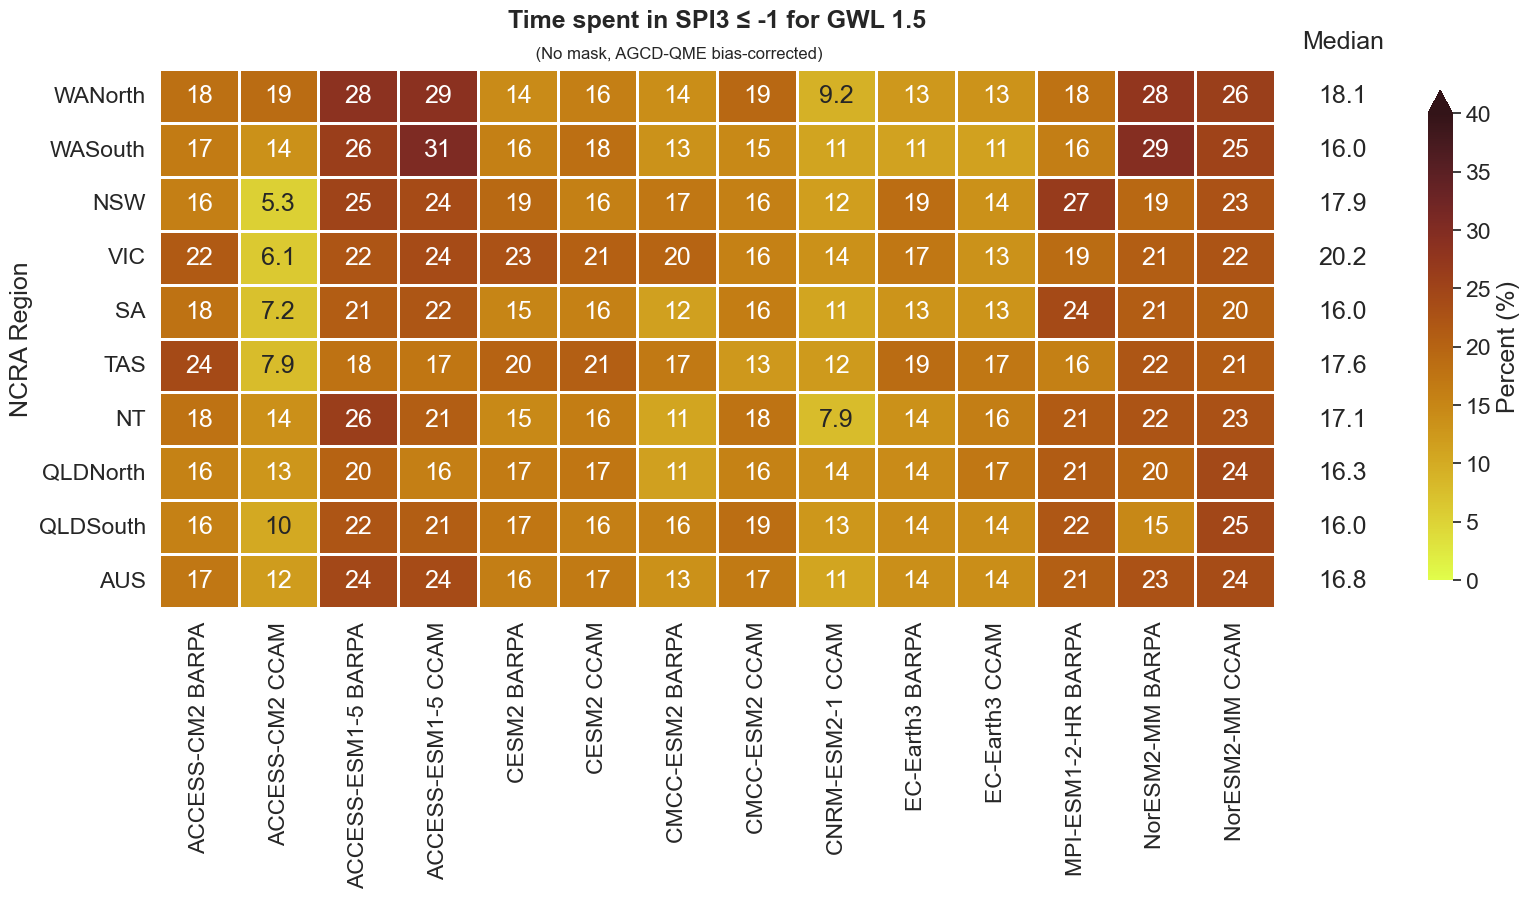 Time spent in SPI3 ≤ -1 for GWL 1.5
(No mask, AGCD-QME bias-corrected)
Median
WANorth 18 19 28 29 14 16 14 19 9.2 13 13 18 28 26 18.1
WASouth 17 14 26 31 16 18 13 15 11 11 11 16 29 25 16.0
NSW 16 5.3 25 24 19 16 17 16 12 19 14 27 19 23 17.9
VIC 22 6.1 22 24 23 21 20 16 14 17 13 19 21 22 20.2
SA 18 7.2 21 22 15 16 12 16 11 13 13 24 21 20 16.0
TAS 24 7.9 18 17 20 21 17 13 12 19 17 16 22 21 17.6
NT 18 14 26 21 15 16 11 18 7.9 14 16 21 22 23 17.1
QLDNorth 16 13 20 16 17 17 11 16 14 14 17 21 20 24 16.3
QLDSouth 16 10 22 21 17 16 16 19 13 14 14 22 15 25 16.0
AUS 17 12 24 24 16 17 13 17 11 14 14 21 23 24 16.8
NCRA Region
ACCESS-CM2 BARPA
ACCESS-CM2 CCAM
ACCESS-ESM1-5 BARPA
ACCESS-ESM1-5 CCAM
CESM2 BARPA
CESM2 CCAM
CMCC-ESM2 BARPA
CMCC-ESM2 CCAM
CNRM-ESM2-1 CCAM
EC-Earth3 BARPA
EC-Earth3 CCAM
MPI-ESM1-2-HR BARPA
NorESM2-MM BARPA
NorESM2-MM CCAM
40
35
30
25
20
15
10
5
0
Percent (%)